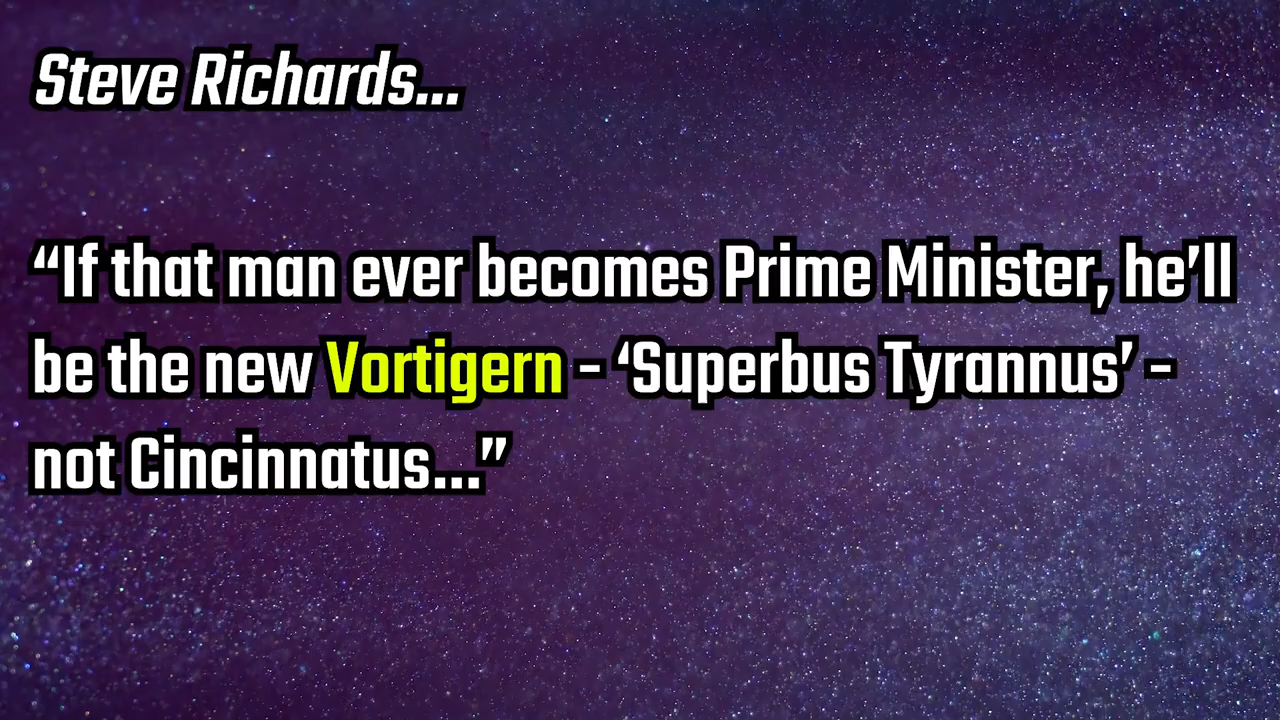 Steve Richards...
“If that man ever becomes Prime Minister, he’ll
be the new Vortigern - ‘Superbus Tyrannus’ -
not Cincinnatus...”